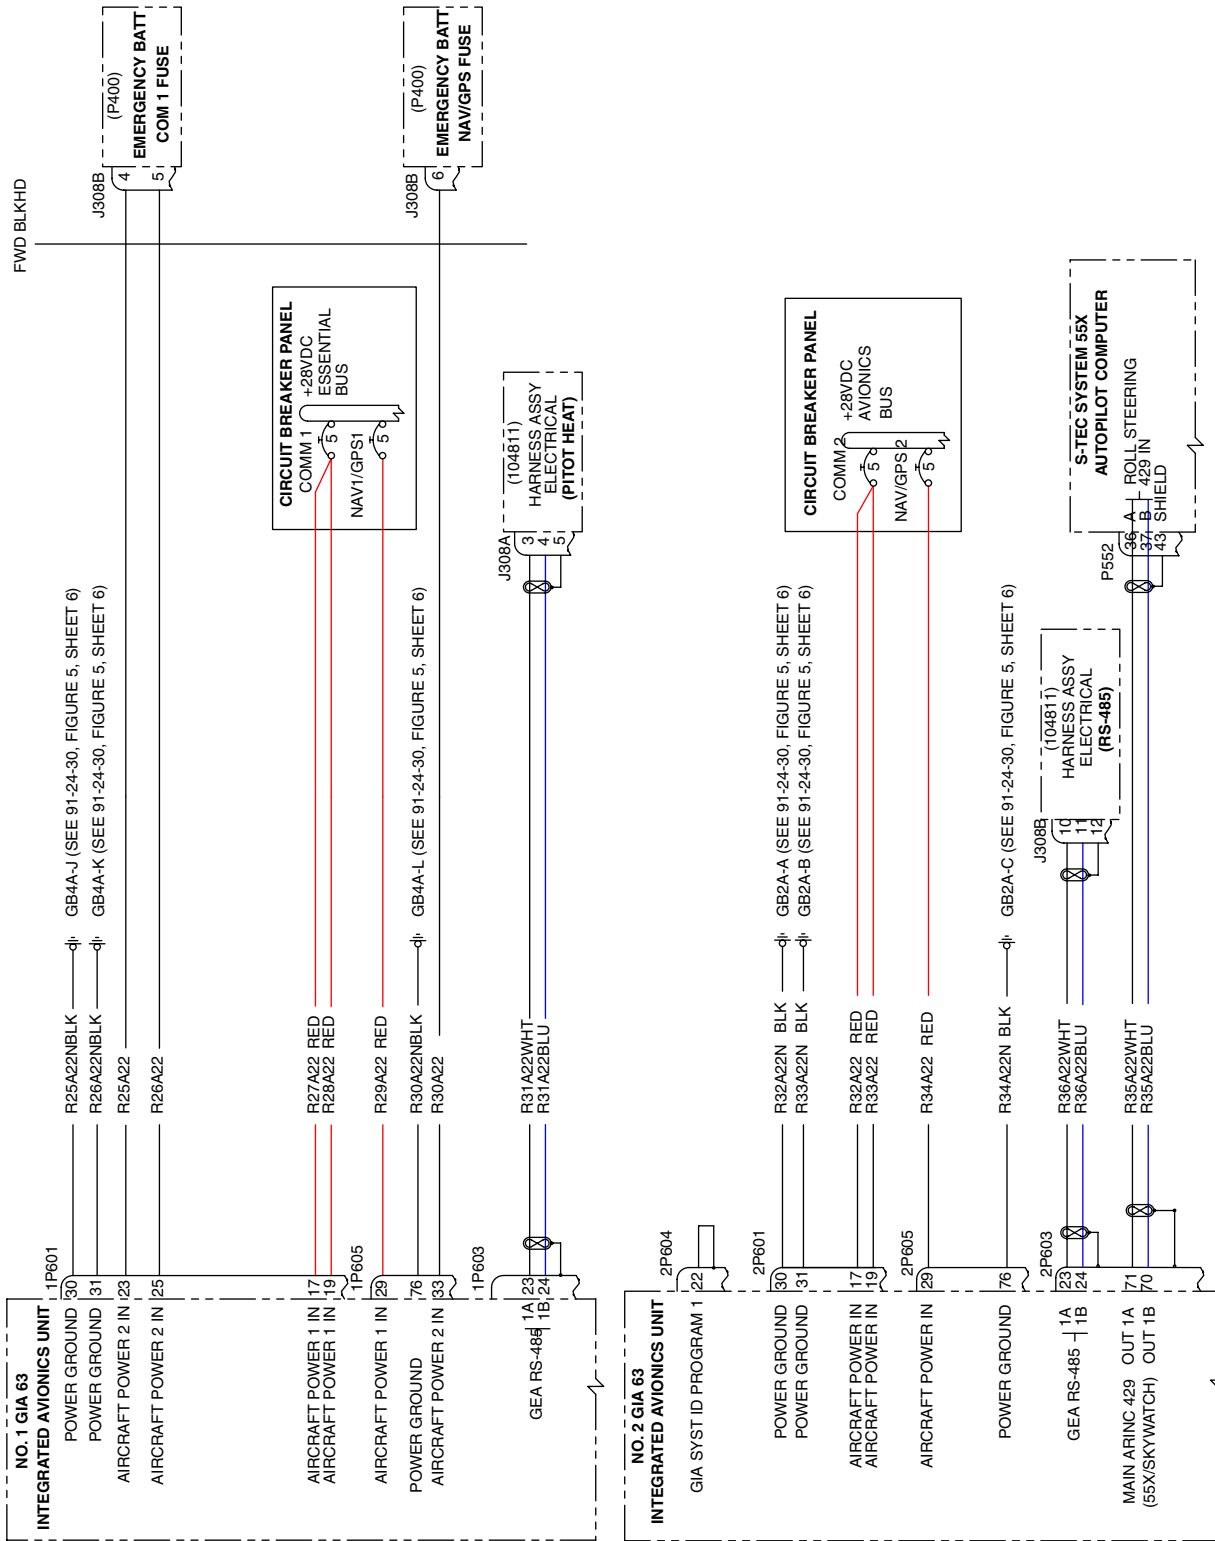 NO. 1 GIA 63
INTEGRATED AVIONICS UNIT
1P601
POWER GROUND 30 R25A22NBLK GB4A-J (SEE 91-24-30, FIGURE 5, SHEET 6)
POWER GROUND 31 R26A22NBLK GB4A-K (SEE 91-24-30, FIGURE 5, SHEET 6)
AIRCRAFT POWER 2 IN 23 R25A22
AIRCRAFT POWER 2 IN 25 R26A22
FWD BLKHD
J308B
4
5
(P400)
EMERGENCY BATT
COM 1 FUSE
AIRCRAFT POWER 1 IN 17 R27A22 RED
AIRCRAFT POWER 1 IN 19 R28A22 RED
1P605
AIRCRAFT POWER 1 IN 29 R29A22 RED
CIRCUIT BREAKER PANEL
COMM 1
+28VDC
ESSENTIAL
BUS
5
NAV1/GPS1
5
POWER GROUND 76 R30A22NBLK GB4A-L (SEE 91-24-30, FIGURE 5, SHEET 6)
AIRCRAFT POWER 2 IN 33 R30A22
J308B
6
(P400)
EMERGENCY BATT
NAV/GPS FUSE
1P603
GEA RS-485
1A 23 R31A22WHT
1B 24 R31A22BLU
J308A
3
4
5
(104811)
HARNESS ASSY
ELECTRICAL
(PITOT HEAT)
NO. 2 GIA 63
INTEGRATED AVIONICS UNIT
2P604
GIA SYST ID PROGRAM 1 22
2P601
POWER GROUND 30 R32A22N BLK GB2A-A (SEE 91-24-30, FIGURE 5, SHEET 6)
POWER GROUND 31 R33A22N BLK GB2A-B (SEE 91-24-30, FIGURE 5, SHEET 6)
AIRCRAFT POWER IN 17 R32A22 RED
AIRCRAFT POWER IN 19 R33A22 RED
2P605
AIRCRAFT POWER IN 29 R34A22 RED
CIRCUIT BREAKER PANEL
COMM 2
+28VDC
AVIONICS
BUS
5
NAV/GPS 2
5
POWER GROUND 76 R34A22N BLK GB2A-C (SEE 91-24-30, FIGURE 5, SHEET 6)
2P603
GEA RS-485
1A 23 R36A22WHT
1B 24 R36A22BLU
J308B
10
11
12
(104811)
HARNESS ASSY
ELECTRICAL
(RS-485)
MAIN ARINC 429 OUT 1A 71 R35A22WHT
(55X/SKYWATCH) OUT 1B 70 R35A22BLU
P552
36 A ROLL STEERING
37 B 429 IN
43 SHIELD
S-TEC SYSTEM 55X
AUTOPILOT COMPUTER